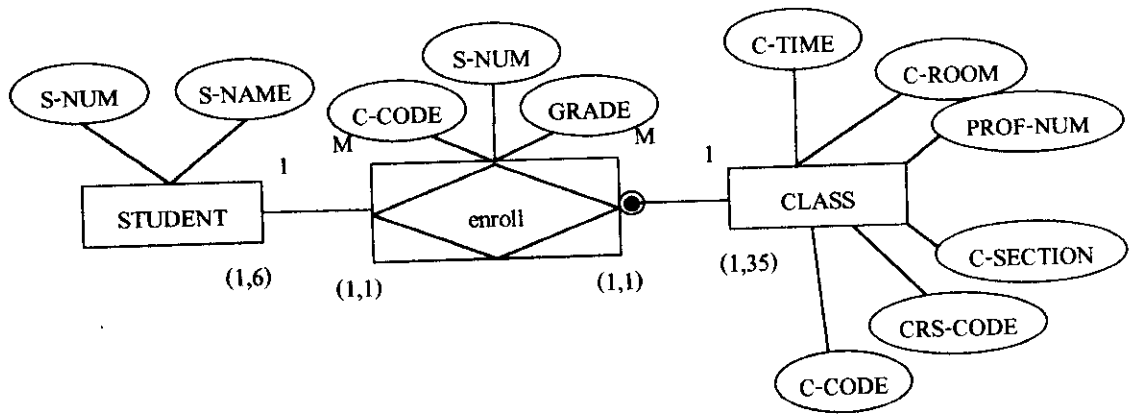 C-TIME
S-NUM
C-ROOM
S-NUM
S-NAME
C-CODE
GRADE
PROF-NUM
M
M
1
1
STUDENT
enroll
CLASS
C-SECTION
(1,6)
(1,1)
(1,1)
(1,35)
CRS-CODE
C-CODE